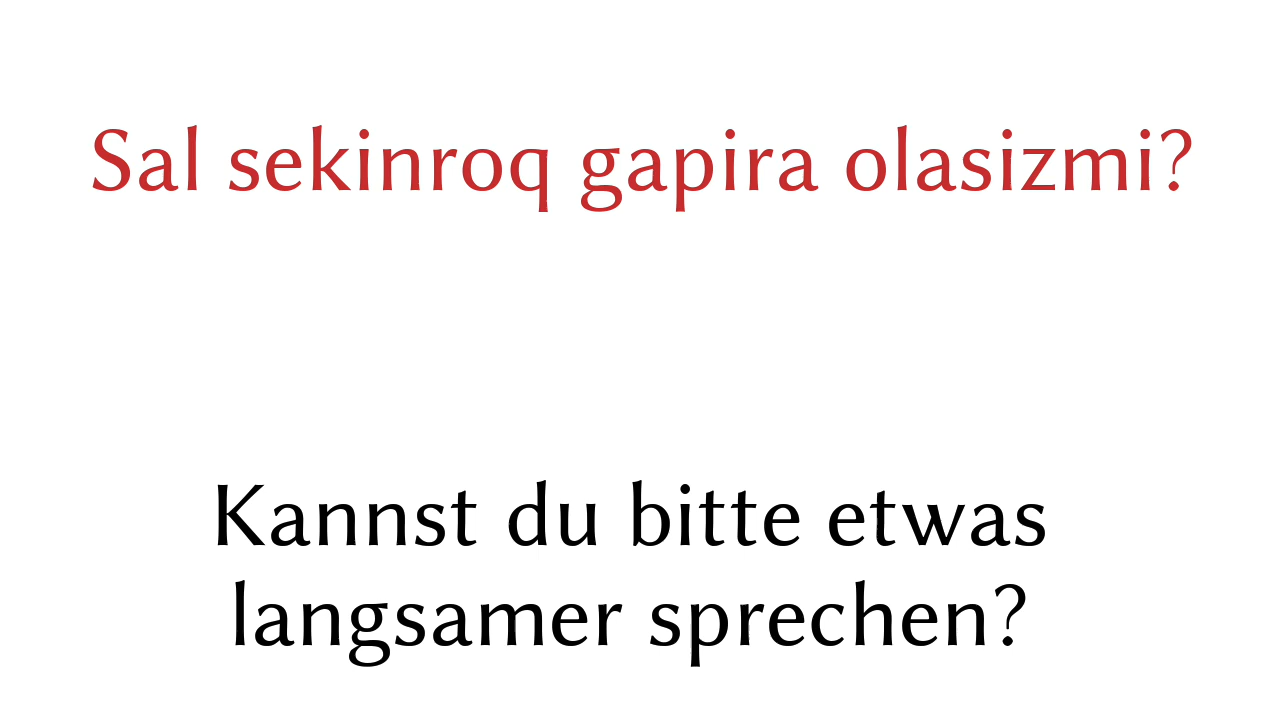 Sal sekinroq gapira olasizmi?
Kannst du bitte etwas
langsamer sprechen?